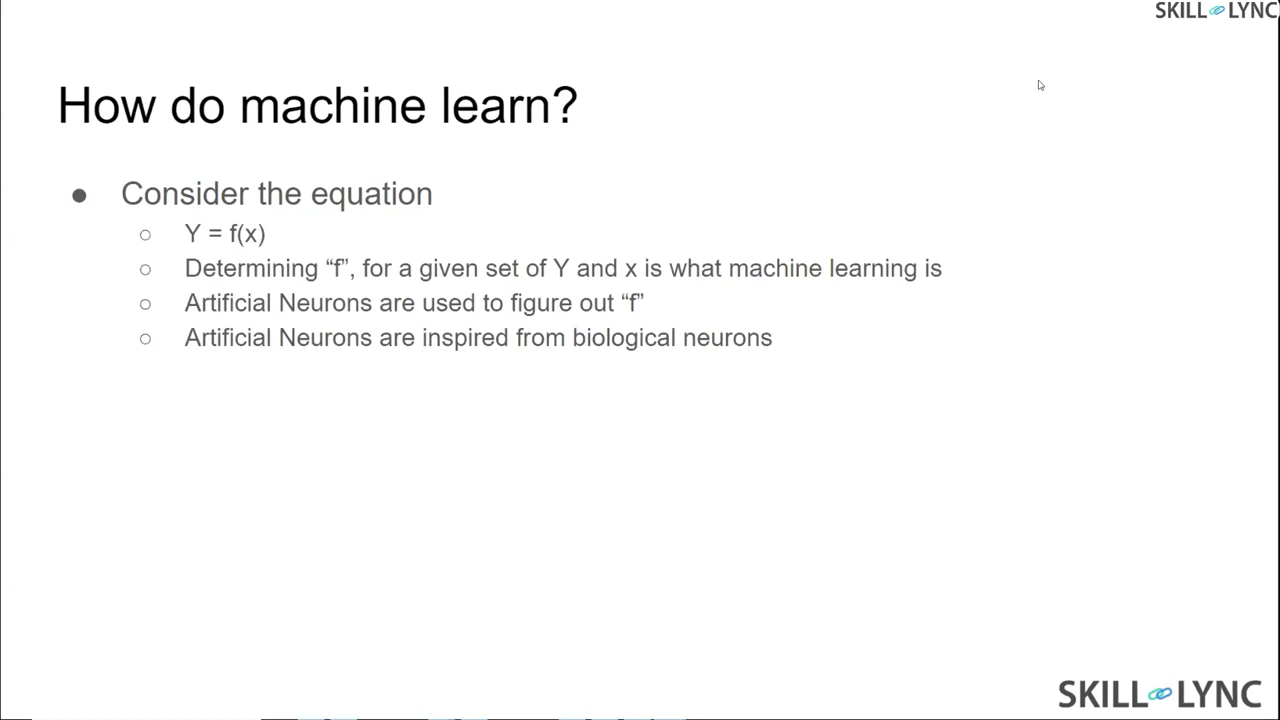 SKILL LYNC
How do machine learn?
● Consider the equation
○ Y = f(x)
○ Determining “f”, for a given set of Y and x is what machine learning is
○ Artificial Neurons are used to figure out “f”
○ Artificial Neurons are inspired from biological neurons
SKILL LYNC